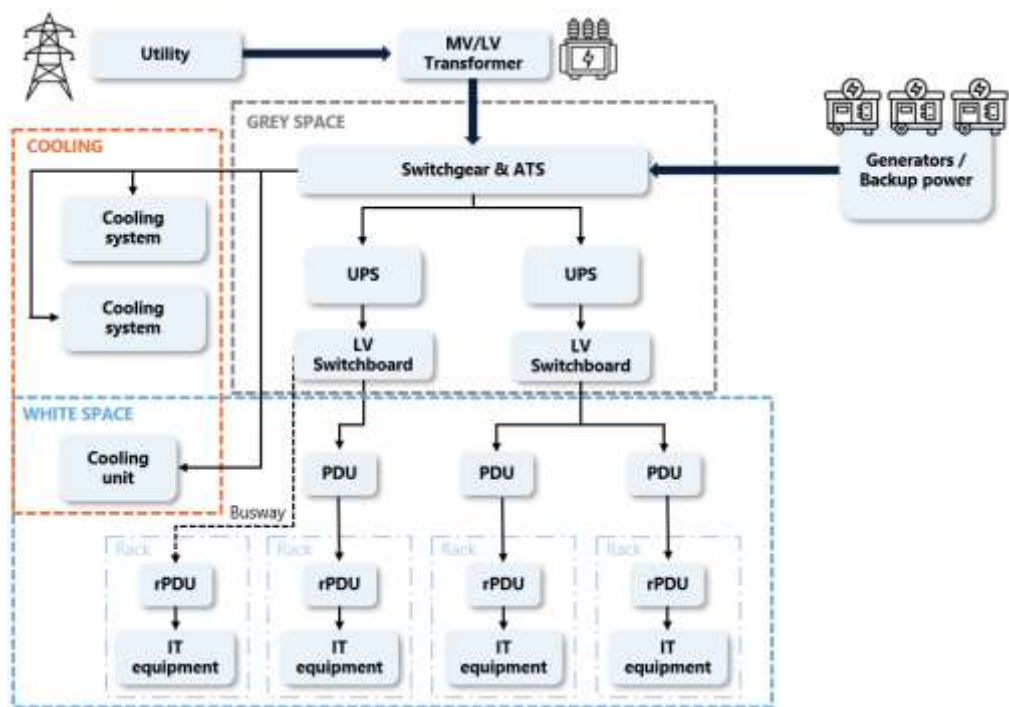 Utility
MV/LV
Transformer
GREY SPACE
COOLING
Switchgear & ATS
Generators /
Backup power
Cooling
system
UPS
UPS
Cooling
system
LV
Switchboard
LV
Switchboard
WHITE SPACE
Cooling
unit
PDU
PDU
PDU
Busway
Rack
Rack
Rack
Rack
rPDU
rPDU
rPDU
rPDU
IT
equipment
IT
equipment
IT
equipment
IT
equipment